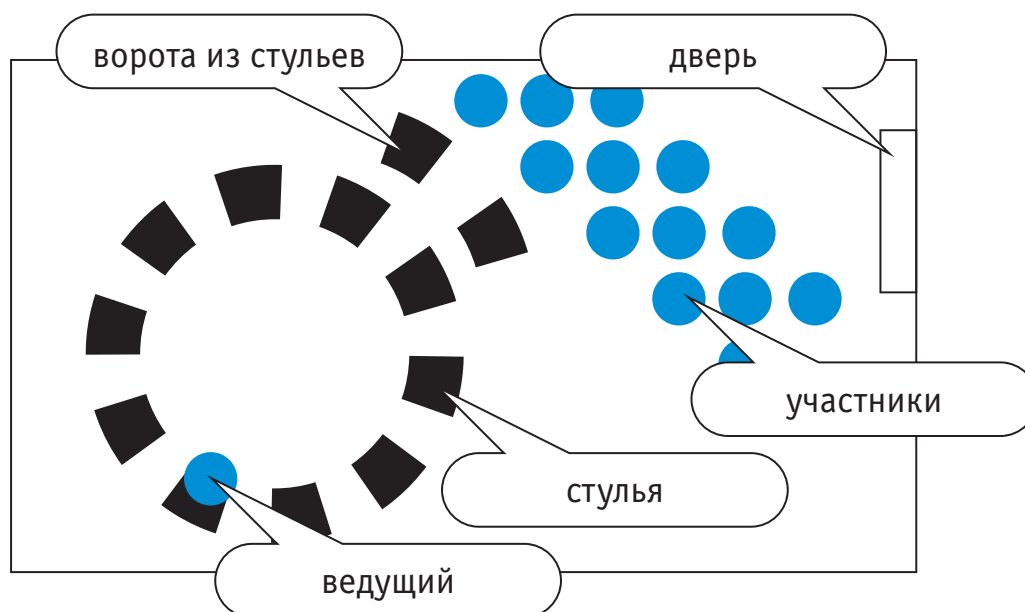 ворота из стульев
дверь
участники
стулья
ведущий